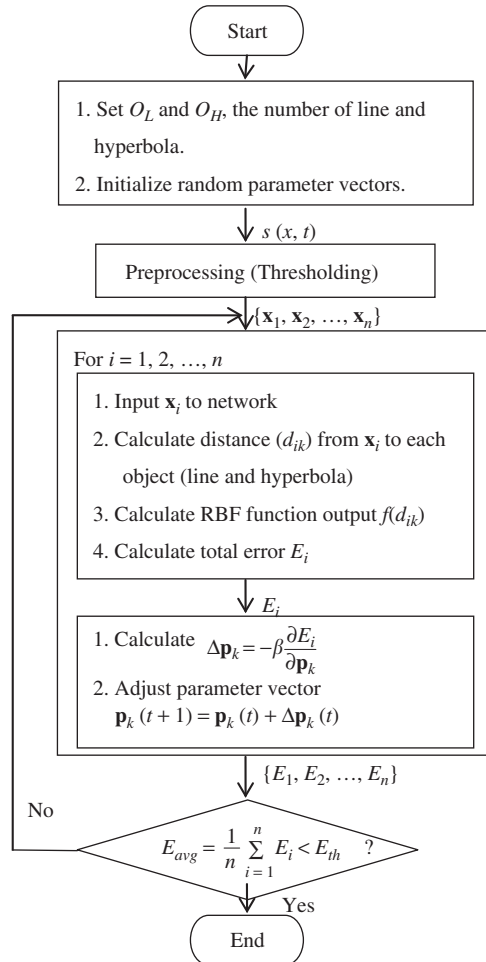 Start
1. Set O_L and O_H, the number of line and
hyperbola.
2. Initialize random parameter vectors.
s (x, t)
Preprocessing (Thresholding)
{x_1, x_2, …, x_n}
For i = 1, 2, …, n
1. Input x_i to network
2. Calculate distance (d_ik) from x_i to each
object (line and hyperbola)
3. Calculate RBF function output f(d_ik)
4. Calculate total error E_i
E_i
1. Calculate Δp_k = −β ∂E_i/∂p_k
2. Adjust parameter vector
p_k (t + 1) = p_k (t) + Δp_k (t)
{E_1, E_2, …, E_n}
No
E_avg = 1/n ∑_{i = 1}^{n} E_i < E_th ?
Yes
End